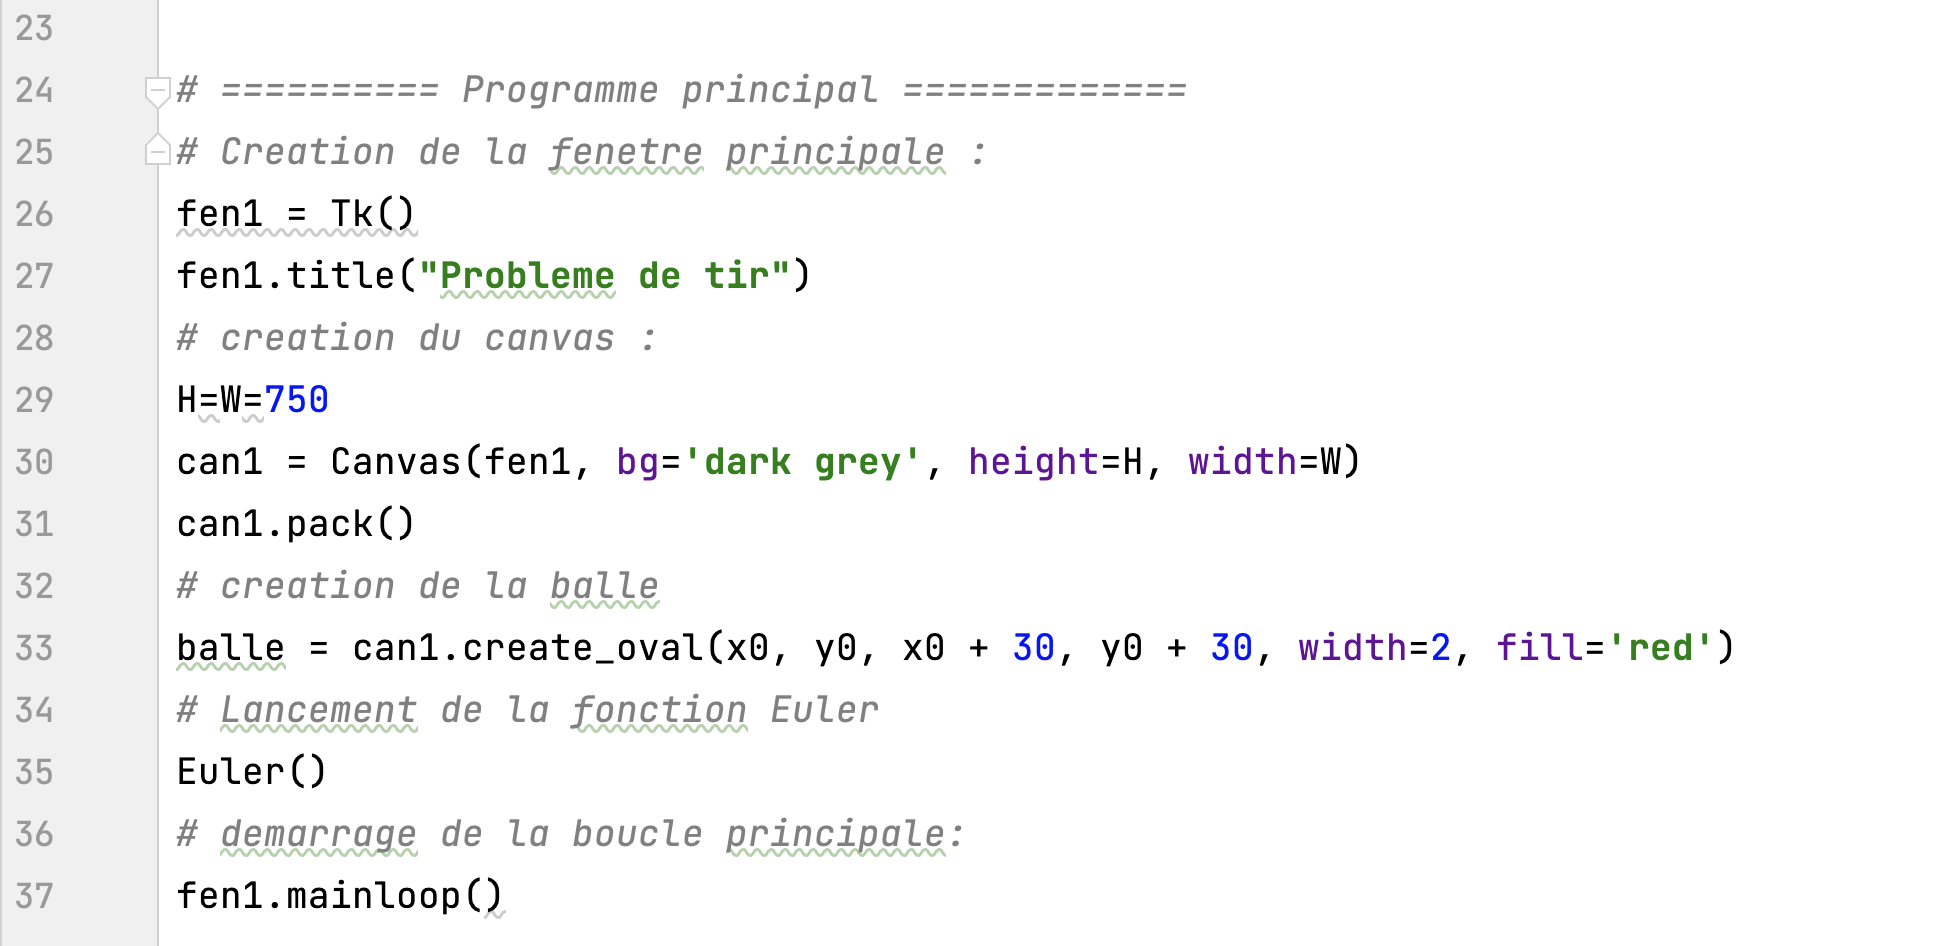 23
24 # ========== Programme principal =============
25 # Creation de la fenetre principale :
26 fen1 = Tk()
27 fen1.title("Probleme de tir")
28 # creation du canvas :
29 H=W=750
30 can1 = Canvas(fen1, bg='dark grey', height=H, width=W)
31 can1.pack()
32 # creation de la balle
33 balle = can1.create_oval(x0, y0, x0 + 30, y0 + 30, width=2, fill='red')
34 # Lancement de la fonction Euler
35 Euler()
36 # demarrage de la boucle principale:
37 fen1.mainloop()